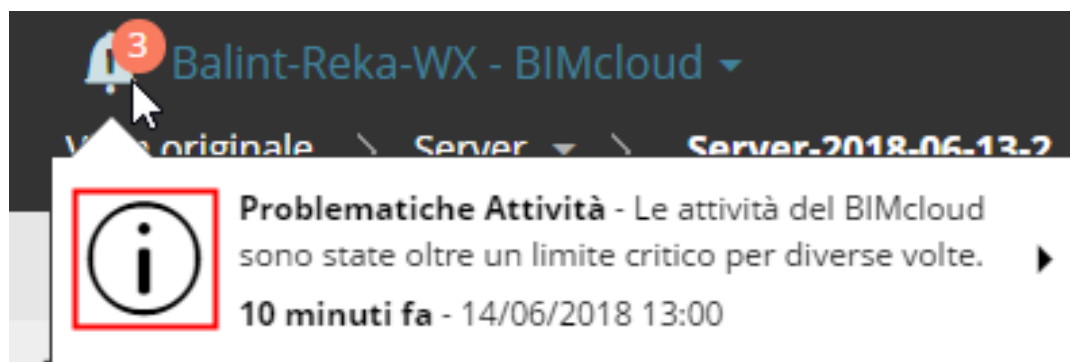 3
Balint-Reka-WX - BIMcloud
originale > Server > Server-2018-06-13-2
Problematiche Attività - Le attività del BIMcloud
sono state oltre un limite critico per diverse volte.
10 minuti fa - 14/06/2018 13:00